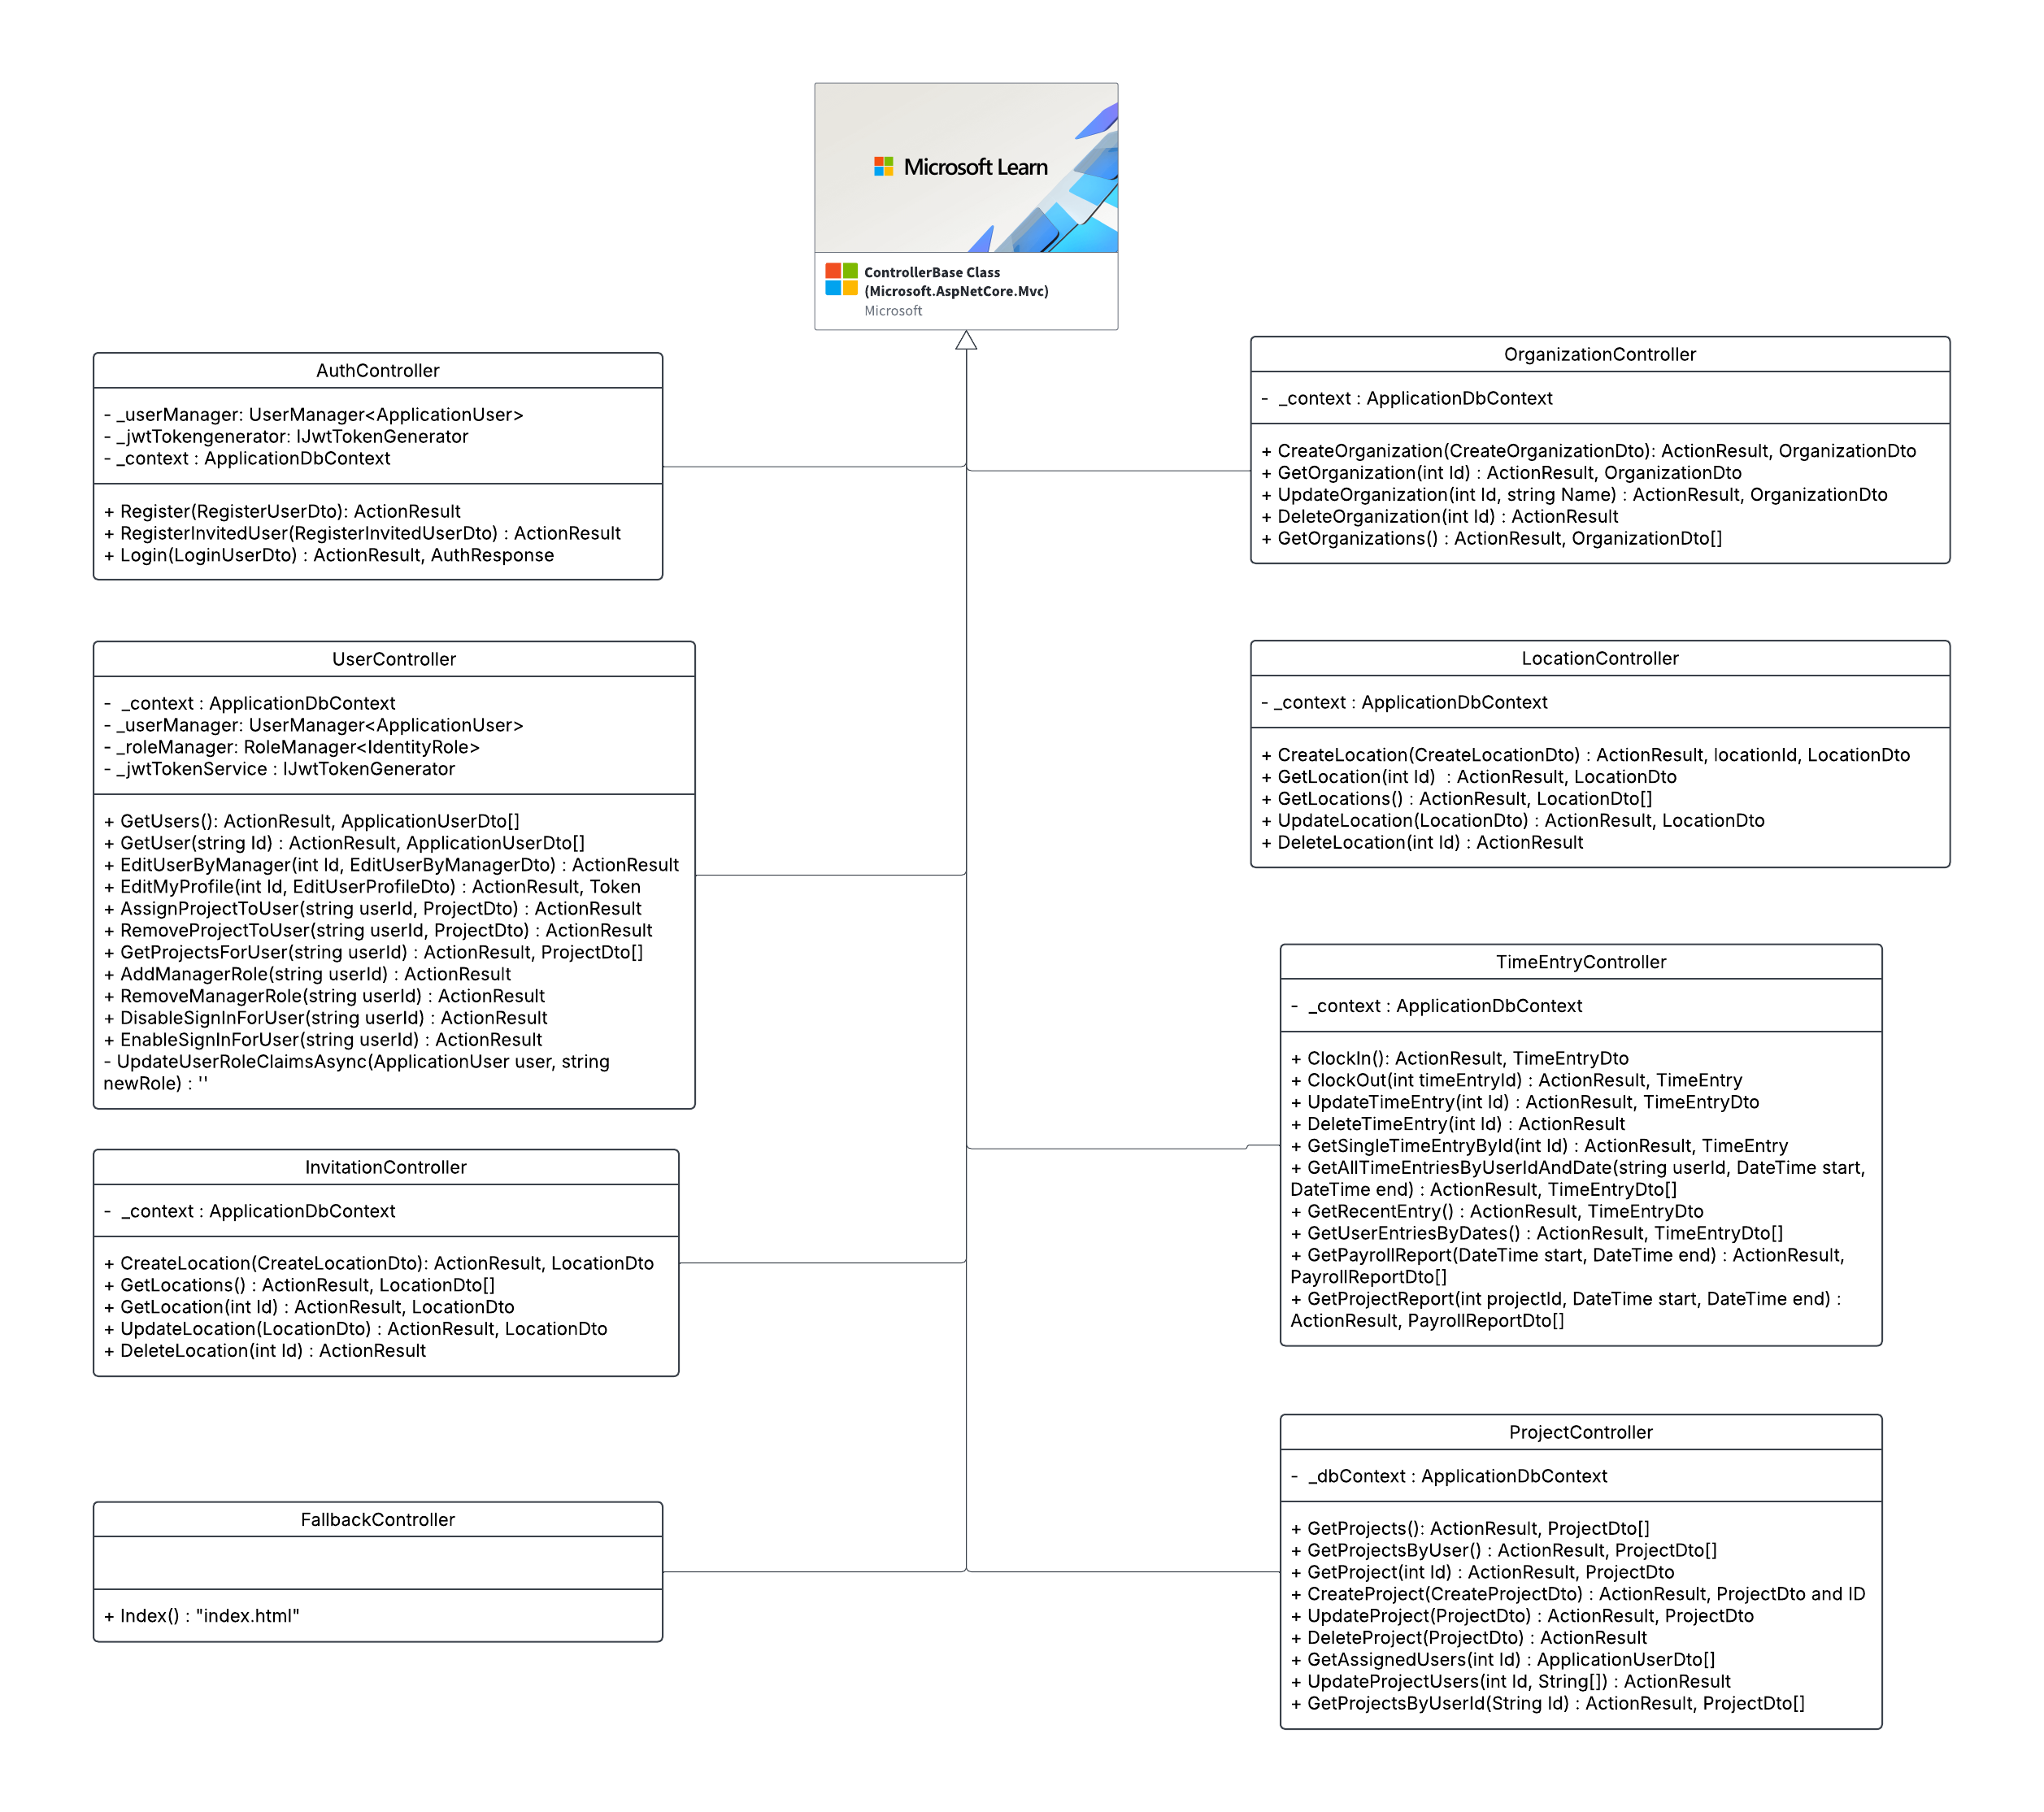 Microsoft Learn
ControllerBase Class
(Microsoft.AspNetCore.Mvc)
Microsoft
AuthController
- _userManager: UserManager<ApplicationUser>
- _jwtTokengenerator: IJwtTokenGenerator
- _context : ApplicationDbContext
+ Register(RegisterUserDto): ActionResult
+ RegisterInvitedUser(RegisterInvitedUserDto) : ActionResult
+ Login(LoginUserDto) : ActionResult, AuthResponse
OrganizationController
- _context : ApplicationDbContext
+ CreateOrganization(CreateOrganizationDto): ActionResult, OrganizationDto
+ GetOrganization(int Id) : ActionResult, OrganizationDto
+ UpdateOrganization(int Id, string Name) : ActionResult, OrganizationDto
+ DeleteOrganization(int Id) : ActionResult
+ GetOrganizations() : ActionResult, OrganizationDto[]
UserController
- _context : ApplicationDbContext
- _userManager: UserManager<ApplicationUser>
- _roleManager: RoleManager<IdentityRole>
- _jwtTokenService : IJwtTokenGenerator
+ GetUsers(): ActionResult, ApplicationUserDto[]
+ GetUser(string Id) : ActionResult, ApplicationUserDto[]
+ EditUserByManager(int Id, EditUserByManagerDto) : ActionResult
+ EditMyProfile(int Id, EditUserProfileDto) : ActionResult, Token
+ AssignProjectToUser(string userId, ProjectDto) : ActionResult
+ RemoveProjectToUser(string userId, ProjectDto) : ActionResult
+ GetProjectsForUser(string userId) : ActionResult, ProjectDto[]
+ AddManagerRole(string userId) : ActionResult
+ RemoveManagerRole(string userId) : ActionResult
+ DisableSignInForUser(string userId) : ActionResult
+ EnableSignInForUser(string userId) : ActionResult
- UpdateUserRoleClaimsAsync(ApplicationUser user, string
newRole) : ''
LocationController
- _context : ApplicationDbContext
+ CreateLocation(CreateLocationDto) : ActionResult, locationId, LocationDto
+ GetLocation(int Id)  : ActionResult, LocationDto
+ GetLocations() : ActionResult, LocationDto[]
+ UpdateLocation(LocationDto) : ActionResult, LocationDto
+ DeleteLocation(int Id) : ActionResult
TimeEntryController
- _context : ApplicationDbContext
+ ClockIn(): ActionResult, TimeEntryDto
+ ClockOut(int timeEntryId) : ActionResult, TimeEntry
+ UpdateTimeEntry(int Id) : ActionResult, TimeEntryDto
+ DeleteTimeEntry(int Id) : ActionResult
+ GetSingleTimeEntryById(int Id) : ActionResult, TimeEntry
+ GetAllTimeEntriesByUserIdAndDate(string userId, DateTime start,
DateTime end) : ActionResult, TimeEntryDto[]
+ GetRecentEntry() : ActionResult, TimeEntryDto
+ GetUserEntriesByDates() : ActionResult, TimeEntryDto[]
+ GetPayrollReport(DateTime start, DateTime end) : ActionResult,
PayrollReportDto[]
+ GetProjectReport(int projectId, DateTime start, DateTime end) :
ActionResult, PayrollReportDto[]
InvitationController
- _context : ApplicationDbContext
+ CreateLocation(CreateLocationDto): ActionResult, LocationDto
+ GetLocations() : ActionResult, LocationDto[]
+ GetLocation(int Id) : ActionResult, LocationDto
+ UpdateLocation(LocationDto) : ActionResult, LocationDto
+ DeleteLocation(int Id) : ActionResult
FallbackController
+ Index() : "index.html"
ProjectController
- _dbContext : ApplicationDbContext
+ GetProjects(): ActionResult, ProjectDto[]
+ GetProjectsByUser() : ActionResult, ProjectDto[]
+ GetProject(int Id) : ActionResult, ProjectDto
+ CreateProject(CreateProjectDto) : ActionResult, ProjectDto and ID
+ UpdateProject(ProjectDto) : ActionResult, ProjectDto
+ DeleteProject(ProjectDto) : ActionResult
+ GetAssignedUsers(int Id) : ApplicationUserDto[]
+ UpdateProjectUsers(int Id, String[]) : ActionResult
+ GetProjectsByUserId(String Id) : ActionResult, ProjectDto[]